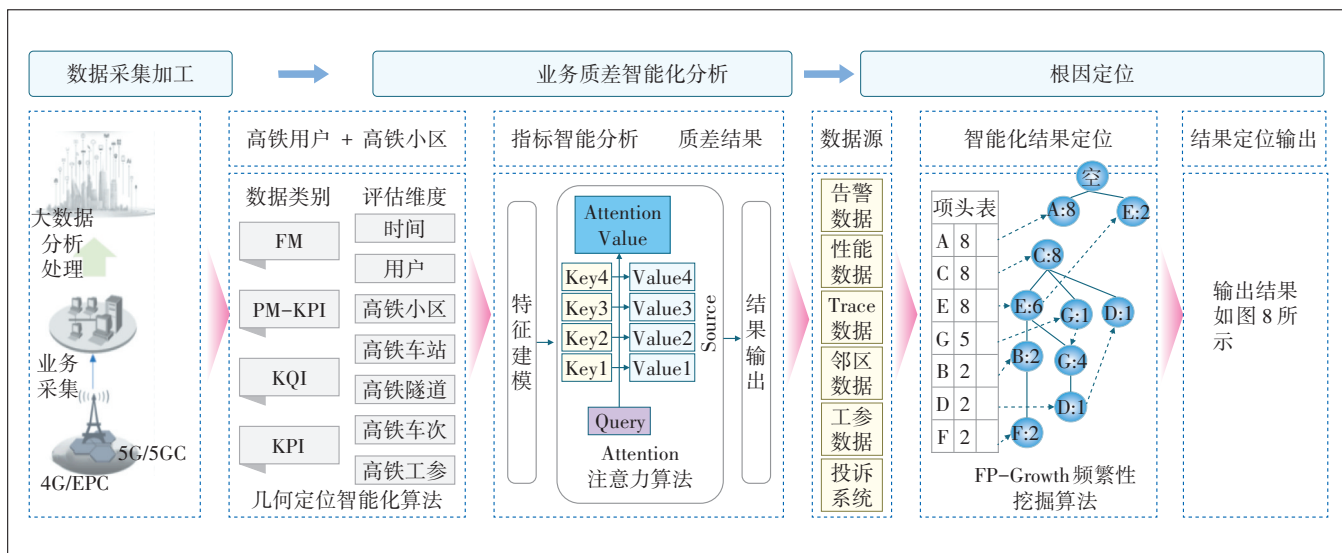 数据采集加工
业务质差智能化分析
根因定位
大数据
分析
处理
业务
采集
5G/5GC
4G/EPC
高铁用户 + 高铁小区
数据类别
评估维度
FM
PM-KPI
KQI
KPI
时间
用户
高铁小区
高铁车站
高铁隧道
高铁车次
高铁工参
几何定位智能化算法
指标智能分析
质差结果
特征建模
Attention
Value
Key4
Value4
Key3
Value3
Key2
Value2
Key1
Value1
Source
Query
Attention
注意力算法
结果输出
数据源
告警
数据
性能
数据
Trace
数据
邻区
数据
工参
数据
投诉
系统
智能化结果定位
项头表
A 8
C 8
E 8
G 5
B 2
D 2
F 2
空
A:8
E:2
C:8
E:6
G:1
D:1
B:2
G:4
D:1
F:2
FP-Growth 频繁性
挖掘算法
结果定位输出
输出结果
如图 8 所
示